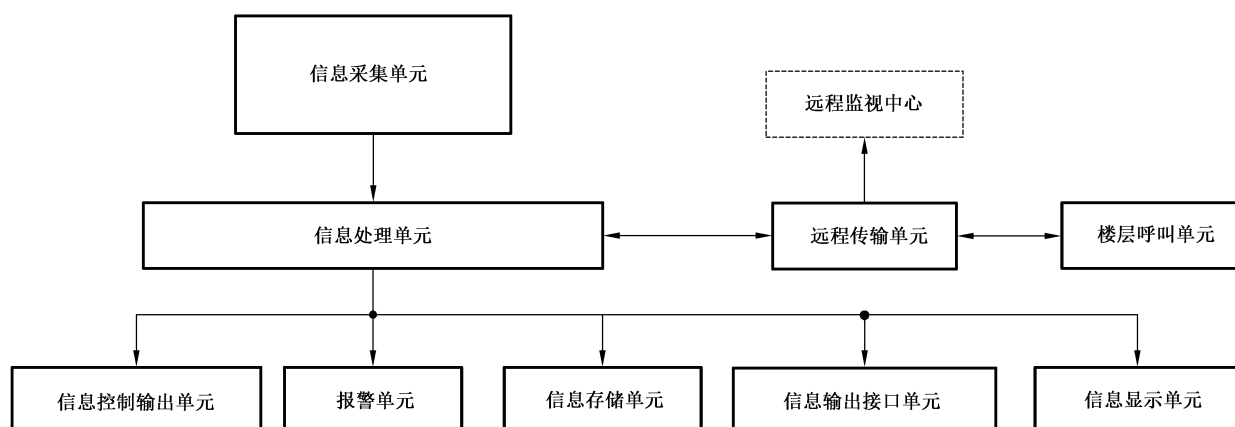 信息采集单元
远程监视中心
信息处理单元
远程传输单元
楼层呼叫单元
信息控制输出单元
报警单元
信息存储单元
信息输出接口单元
信息显示单元